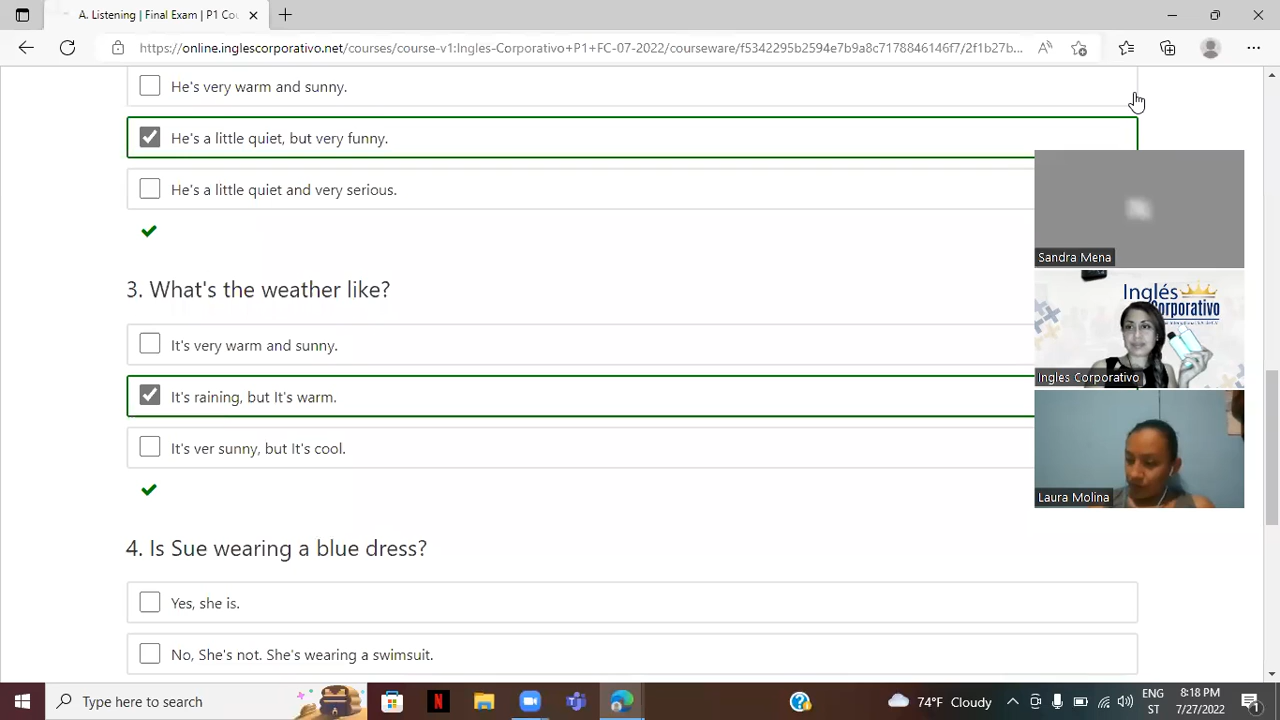 A. Listening | Final Exam | P1 Co
https://online.inglescorporativo.net/courses/course-v1:Ingles-Corporativo+P1+FC-07-2022/courseware/f5342295b25f4e7b9a8c7178846146f7/2f1b27b...
He's very warm and sunny.
He's a little quiet, but very funny.
He's a little quiet and very serious.
Sandra Mena
3. What's the weather like?
Inglés
Corporativo
It's very warm and sunny.
Ingles Corporativo
It's raining, but It's warm.
It's ver sunny, but It's cool.
Laura Molina
4. Is Sue wearing a blue dress?
Yes, she is.
No, She's not. She's wearing a swimsuit.
Type here to search
74°F Cloudy
ENG
ST
8:18 PM
7/27/2022
1